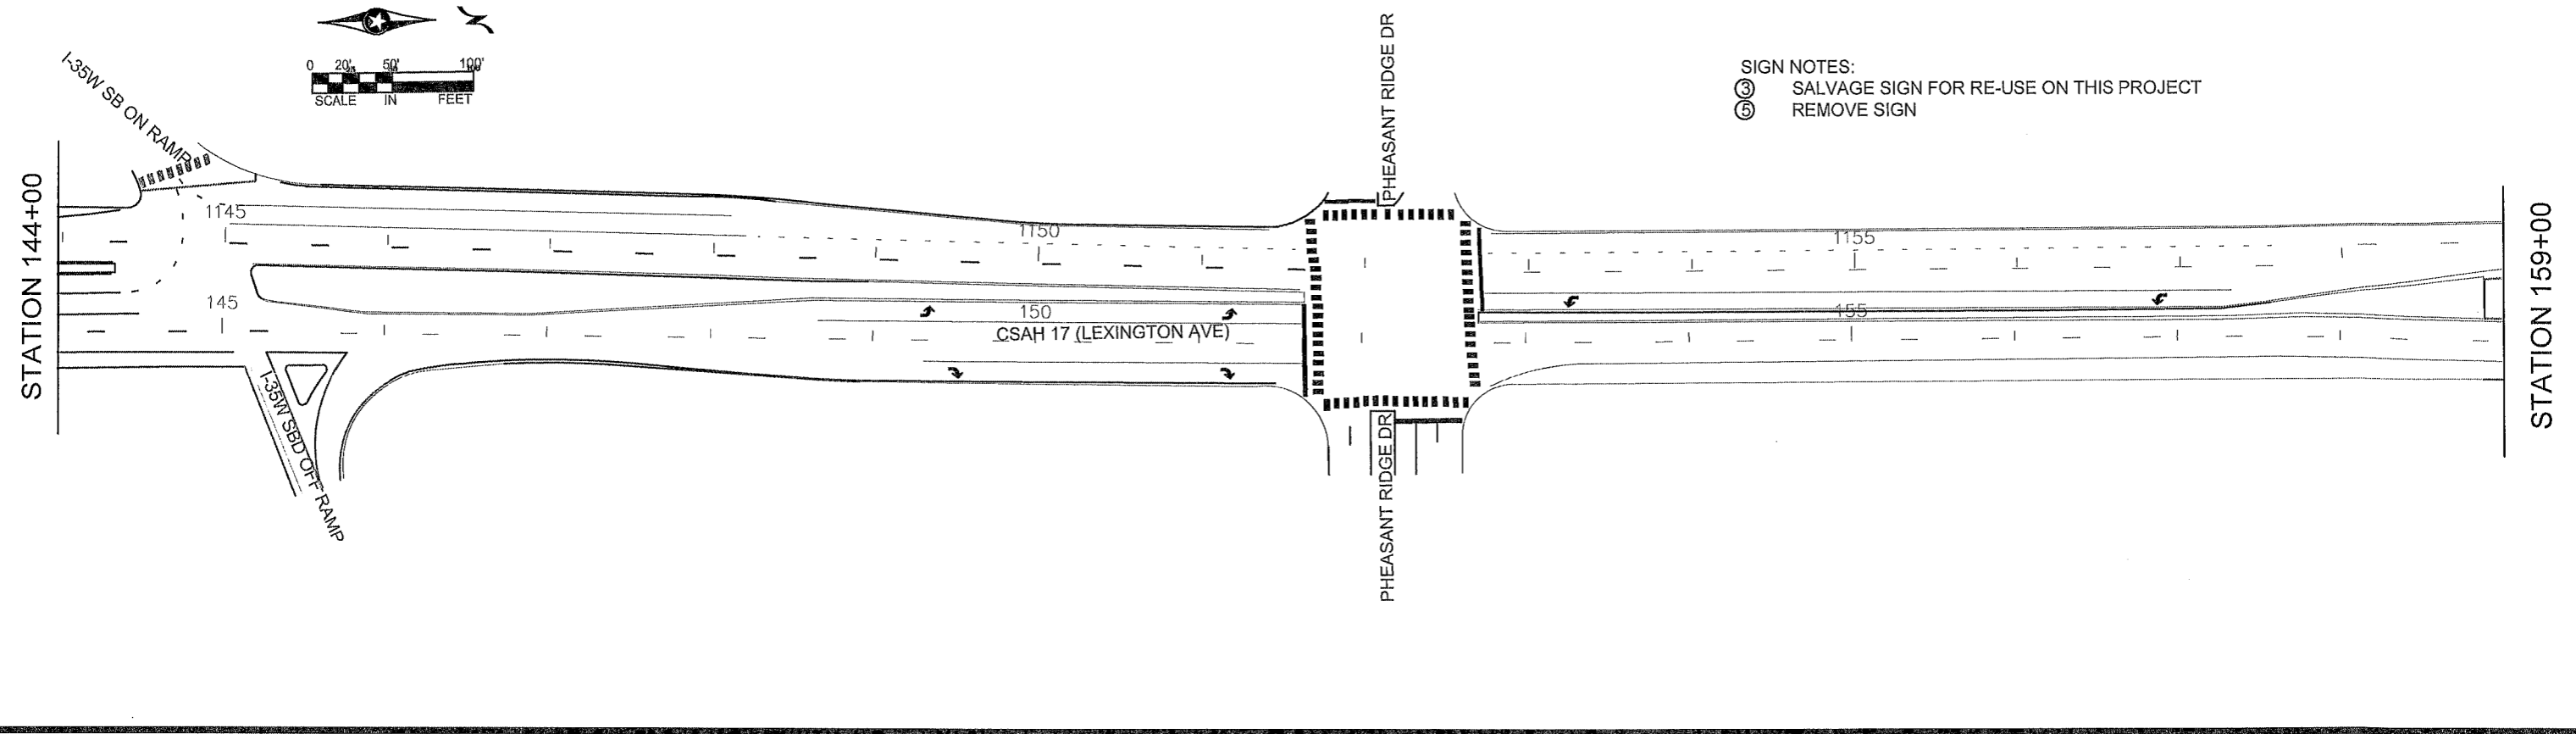 N
0 20' 50' 100'
SCALE IN FEET
I-35W SB ON RAMP
STATION 144+00
1145
145
I-35W SBD OFF RAMP
1150
150
CSAH 17 (LEXINGTON AVE)
PHEASANT RIDGE DR
PHEASANT RIDGE DR
SIGN NOTES:
3 SALVAGE SIGN FOR RE-USE ON THIS PROJECT
5 REMOVE SIGN
1155
155
STATION 159+00